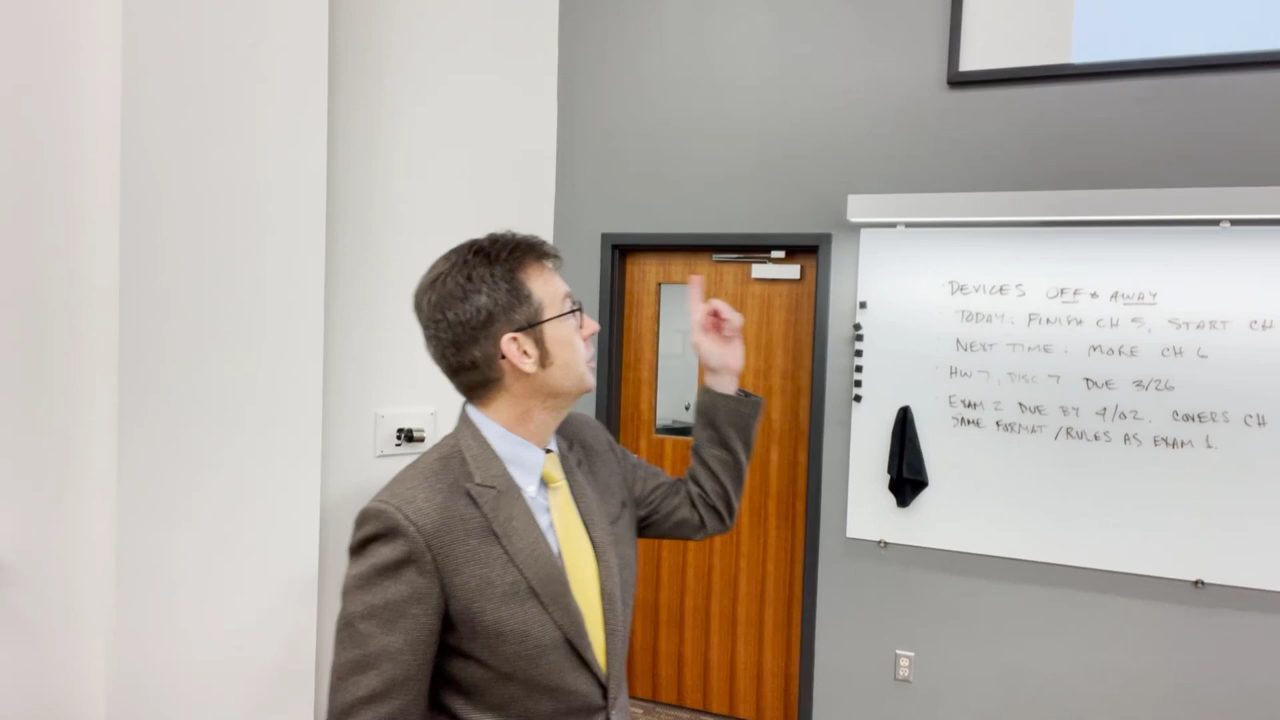 DEVICES OFF & AWAY
TODAY: FINISH CH 5, START CH
NEXT TIME: MORE CH 6
HW 7, DISC 7 DUE 3/26
EXAM 2 DUE BY 4/02. COVERS CH
SAME FORMAT/RULES AS EXAM 1.